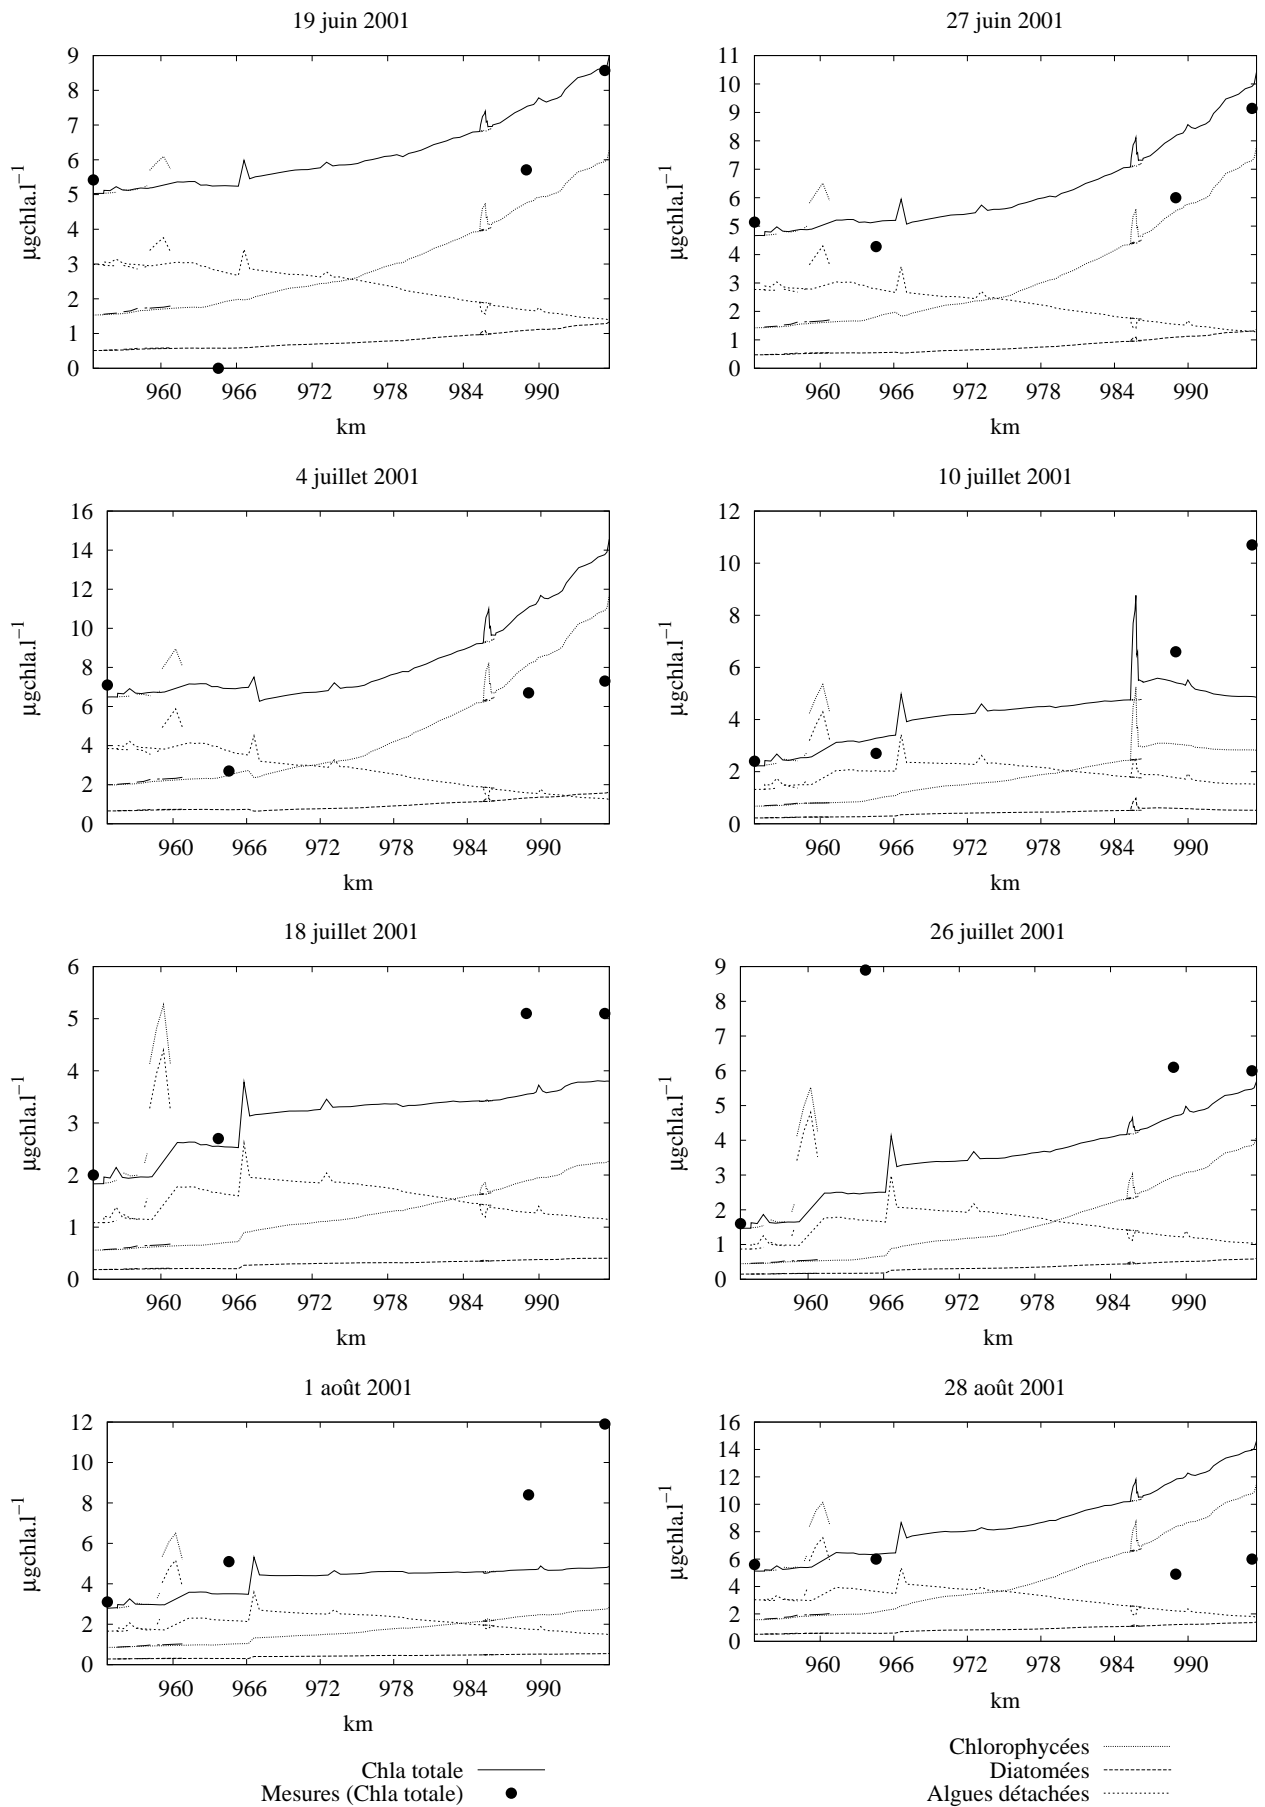 19 juin 2001
9
8
7
6
5
4
3
2
1
0
µgchla.l−1
960 966 972 978 984 990
km
27 juin 2001
11
10
9
8
7
6
5
4
3
2
1
0
µgchla.l−1
960 966 972 978 984 990
km
4 juillet 2001
16
14
12
10
8
6
4
2
0
µgchla.l−1
960 966 972 978 984 990
km
10 juillet 2001
12
10
8
6
4
2
0
µgchla.l−1
960 966 972 978 984 990
km
18 juillet 2001
6
5
4
3
2
1
0
µgchla.l−1
960 966 972 978 984 990
km
26 juillet 2001
9
8
7
6
5
4
3
2
1
0
µgchla.l−1
960 966 972 978 984 990
km
1 août 2001
12
10
8
6
4
2
0
µgchla.l−1
960 966 972 978 984 990
km
28 août 2001
16
14
12
10
8
6
4
2
0
µgchla.l−1
960 966 972 978 984 990
km
Chla totale
Mesures (Chla totale)
Chlorophycées
Diatomées
Algues détachées